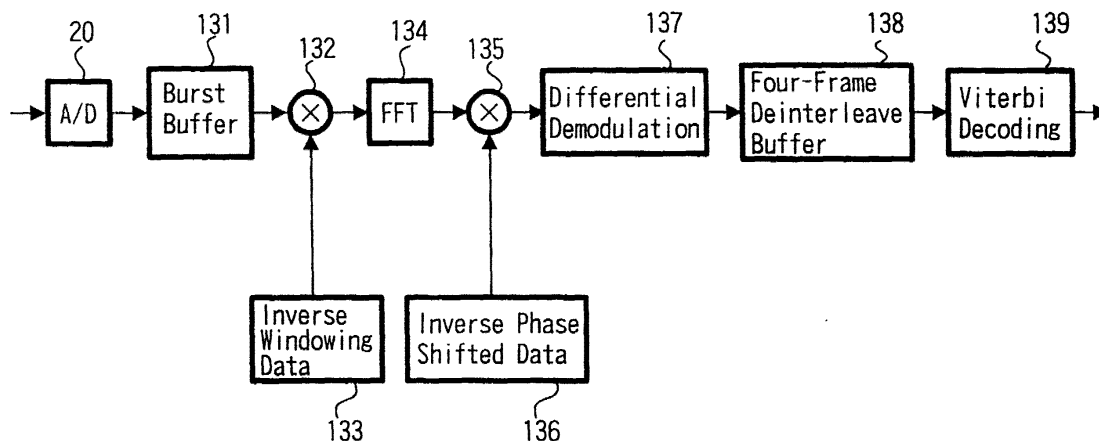 20
131
132
134
135
137
138
139
A/D
Burst
Buffer
×
FFT
×
Differential
Demodulation
Four-Frame
Deinterleave
Buffer
Viterbi
Decoding
Inverse
Windowing
Data
Inverse Phase
Shifted Data
133
136